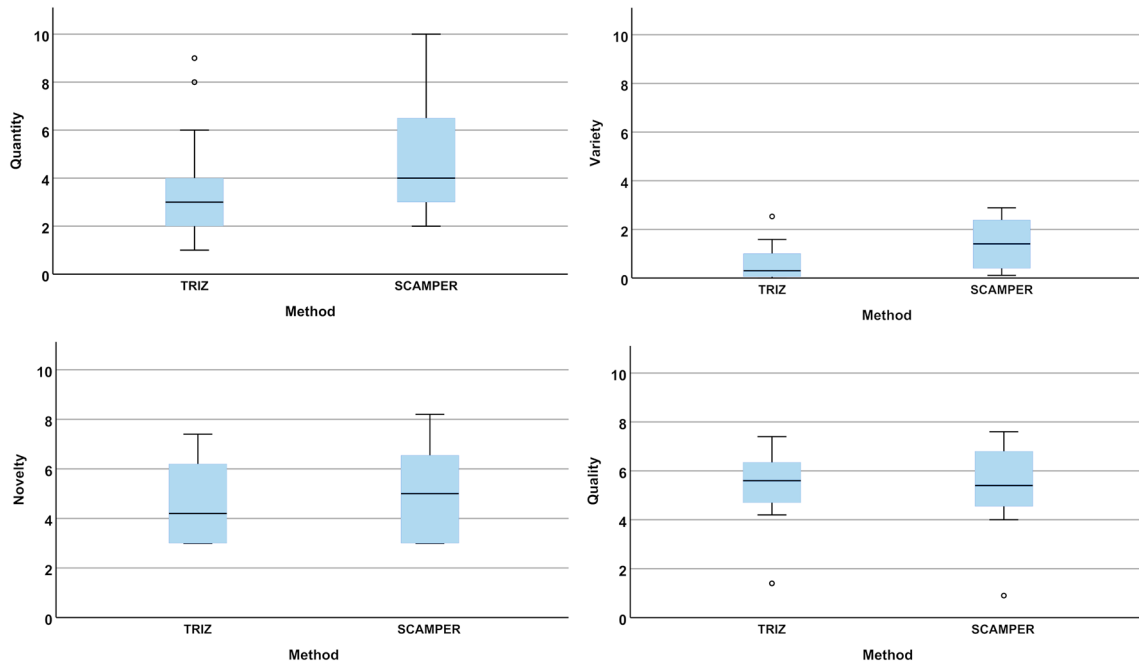 10
8
6
4
2
0
Quantity
TRIZ
SCAMPER
Method
10
8
6
4
2
0
Variety
TRIZ
SCAMPER
Method
10
8
6
4
2
0
Novelty
TRIZ
SCAMPER
Method
10
8
6
4
2
0
Quality
TRIZ
SCAMPER
Method